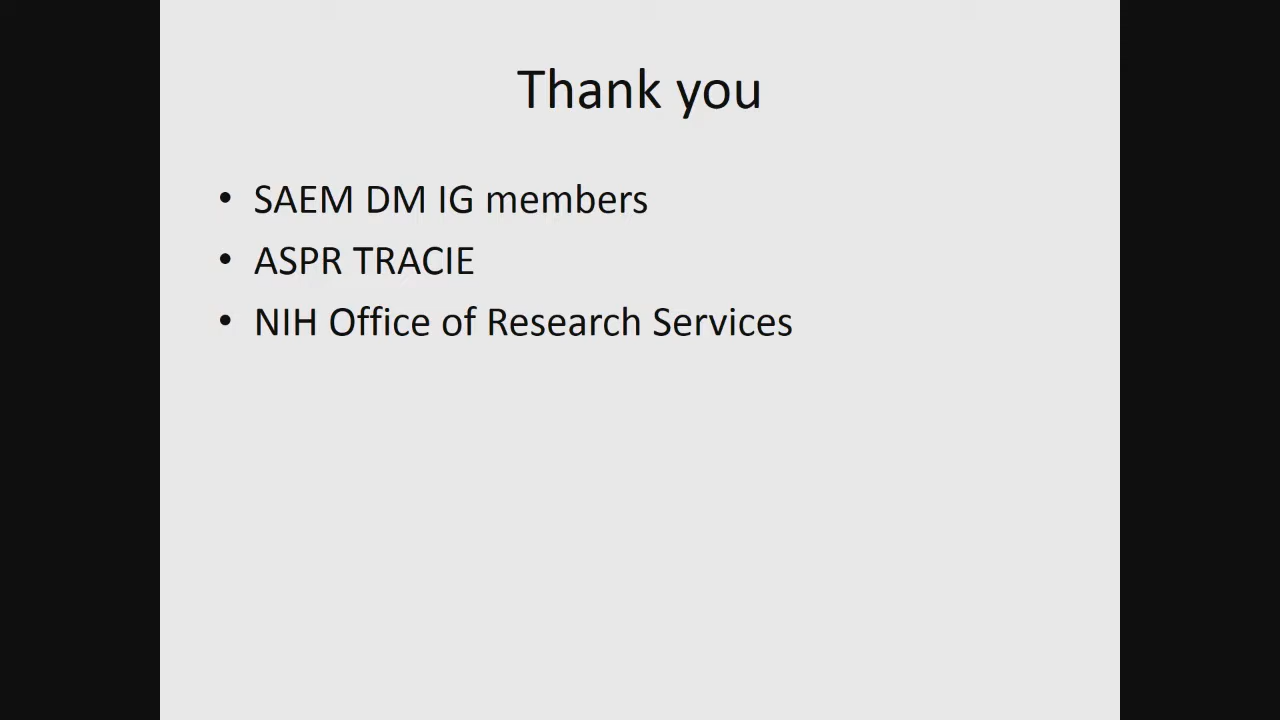 Thank you
• SAEM DM IG members
• ASPR TRACIE
• NIH Office of Research Services